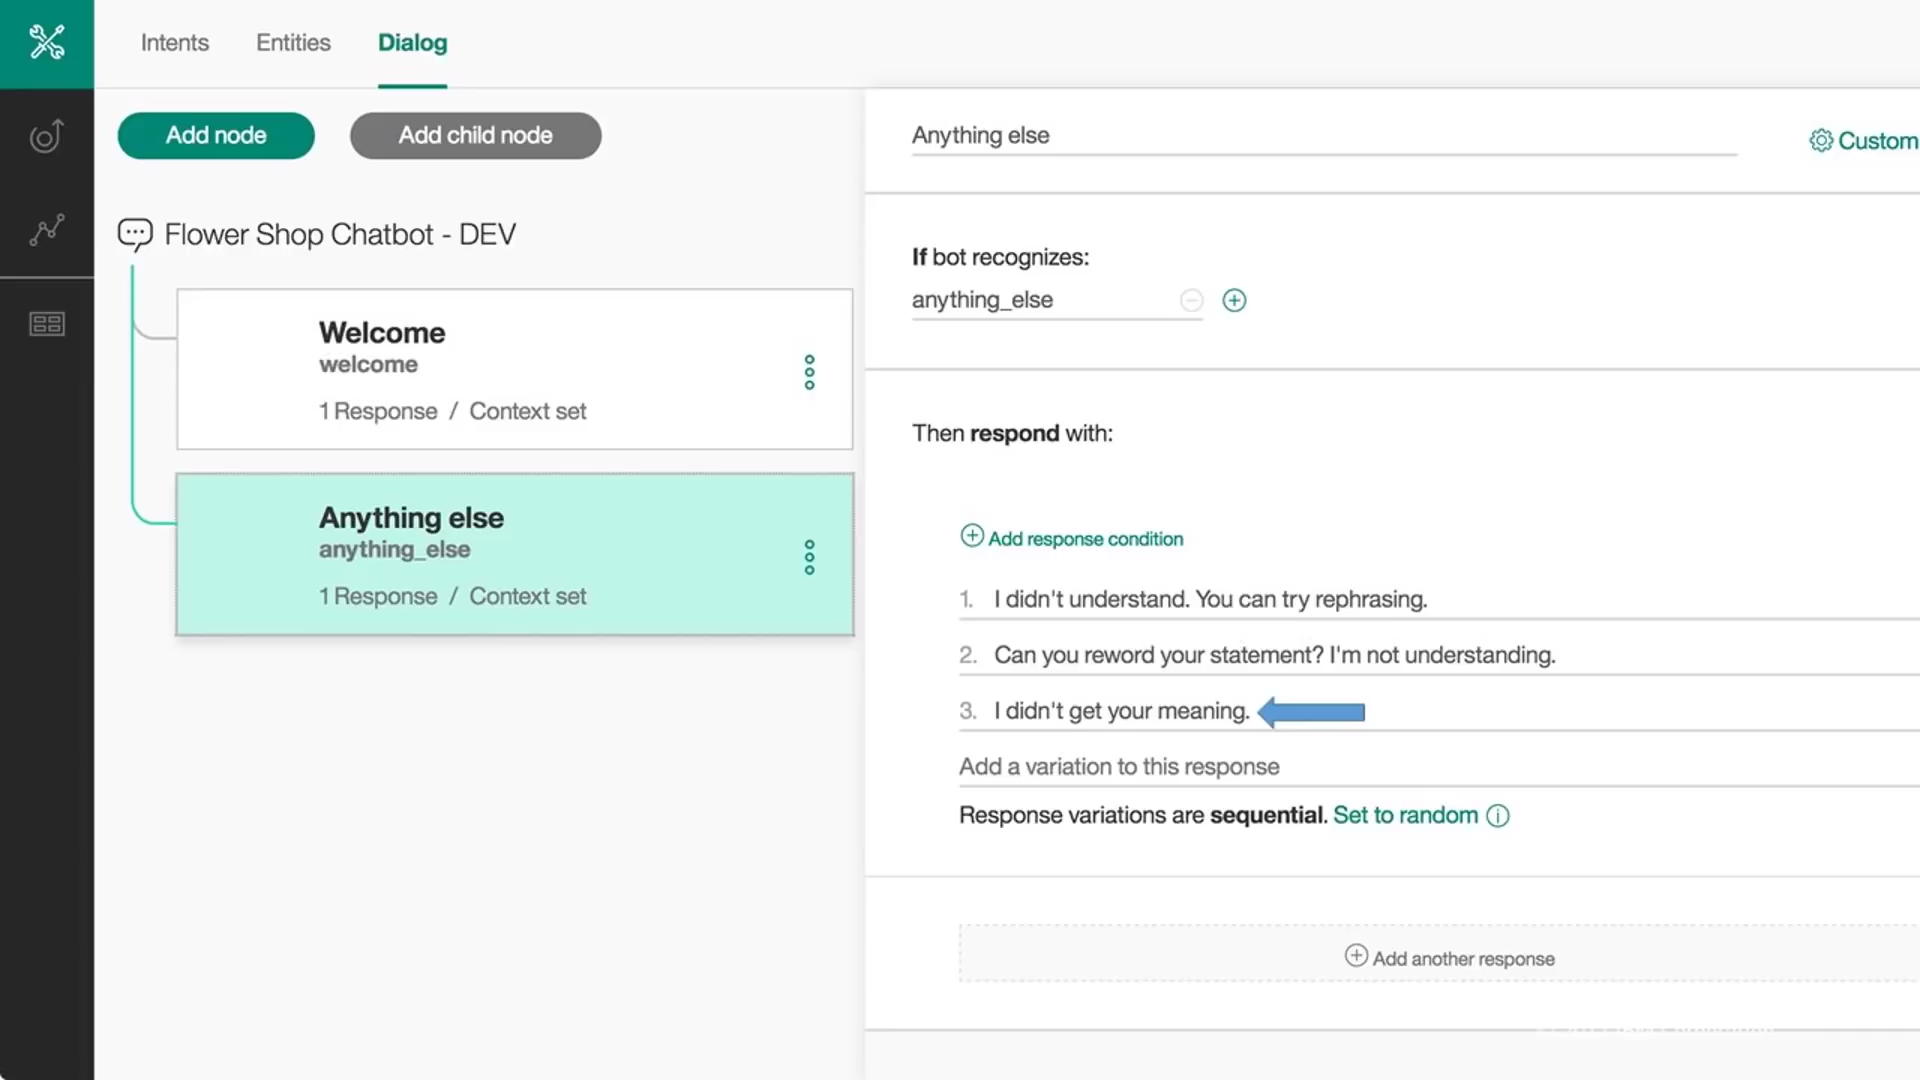 Intents Entities Dialog
Add node Add child node
Flower Shop Chatbot - DEV
Welcome
welcome
1 Response / Context set
Anything else
anything_else
1 Response / Context set
Anything else
Custom
If bot recognizes:
anything_else
Then respond with:
Add response condition
1. I didn't understand. You can try rephrasing.
2. Can you reword your statement? I'm not understanding.
3. I didn't get your meaning.
Add a variation to this response
Response variations are sequential. Set to random
Add another response